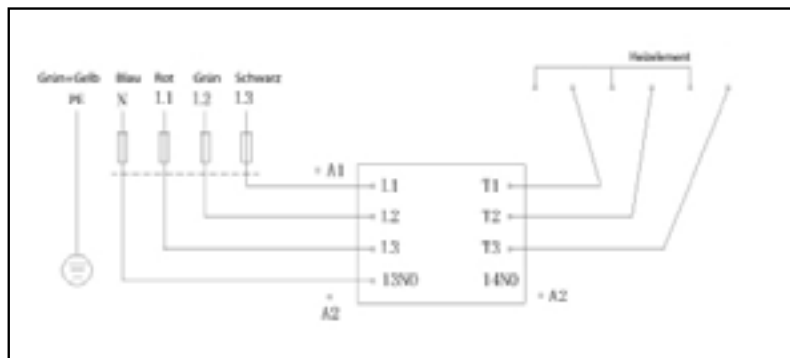 Heizelement
Grün+Gelb Blau Rot Grün Schwarz
PE N L1 L2 L3
A1
L1 T1
L2 T2
L3 T3
13NO 14NO
A2 A2